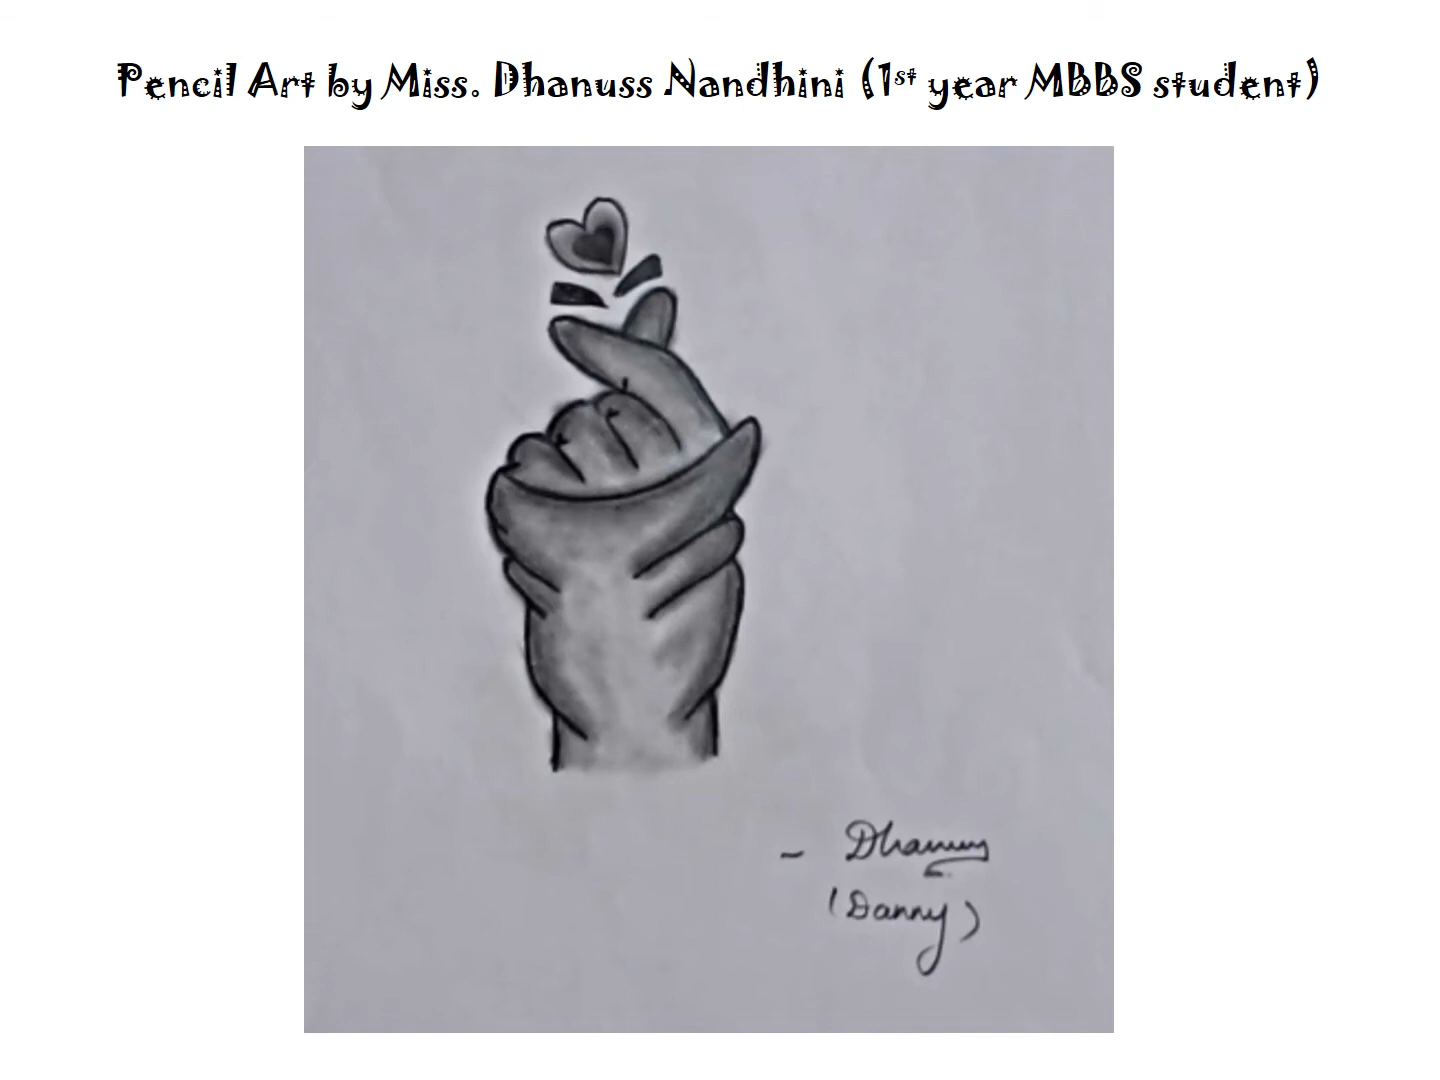 Pencil Art by Miss. Dhanuss Nandhini (1st year MBBS student)
- Dhanuss
(Danny)